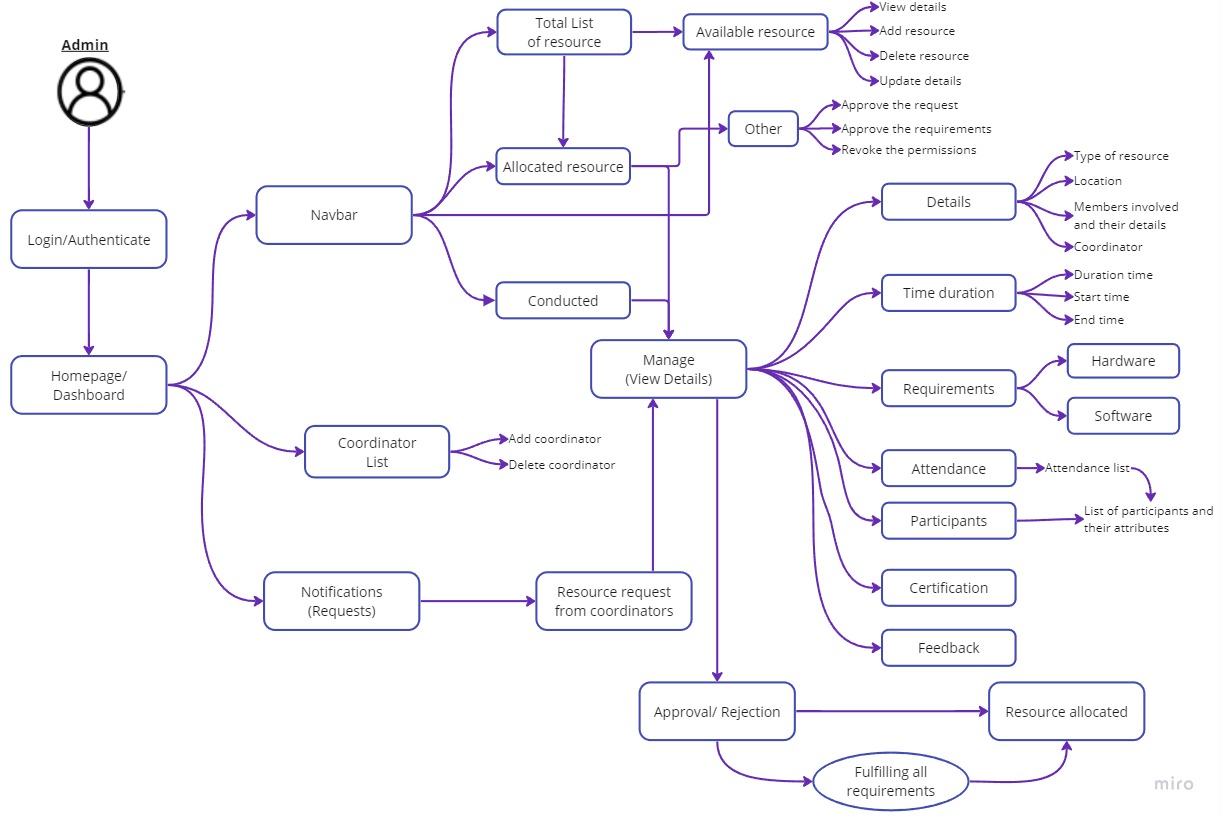 Admin
Login/Authenticate
Homepage/
Dashboard
Navbar
Total List
of resource
Available resource
View details
Add resource
Delete resource
Update details
Allocated resource
Other
Approve the request
Approve the requirements
Revoke the permissions
Conducted
Manage
(View Details)
Details
Type of resource
Location
Members involved
and their details
Coordinator
Time duration
Duration time
Start time
End time
Requirements
Hardware
Software
Attendance
Attendance list
Participants
List of participants and
their attributes
Certification
Feedback
Coordinator
List
Add coordinator
Delete coordinator
Notifications
(Requests)
Resource request
from coordinators
Approval/ Rejection
Resource allocated
Fulfilling all
requirements
miro